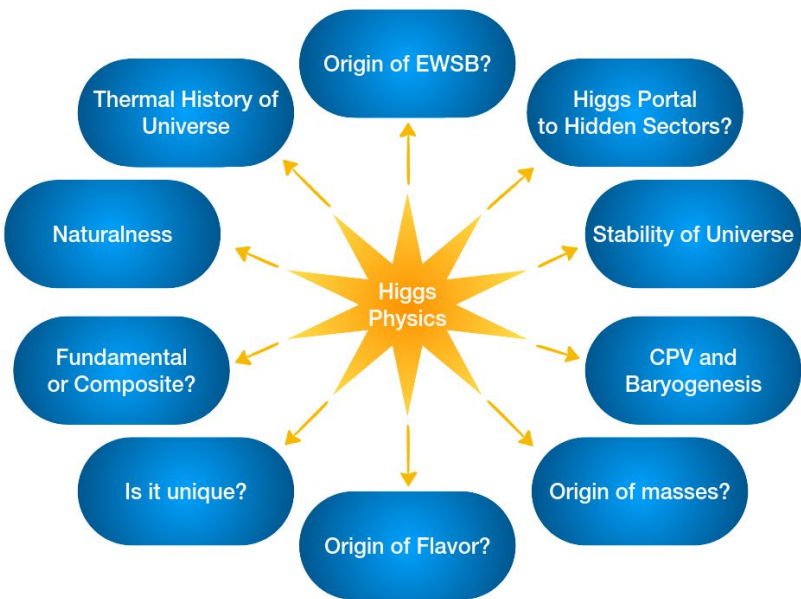 Origin of EWSB?
Thermal History of
Universe
Higgs Portal
to Hidden Sectors?
Naturalness
Stability of Universe
Higgs
Physics
Fundamental
or Composite?
CPV and
Baryogenesis
Is it unique?
Origin of masses?
Origin of Flavor?